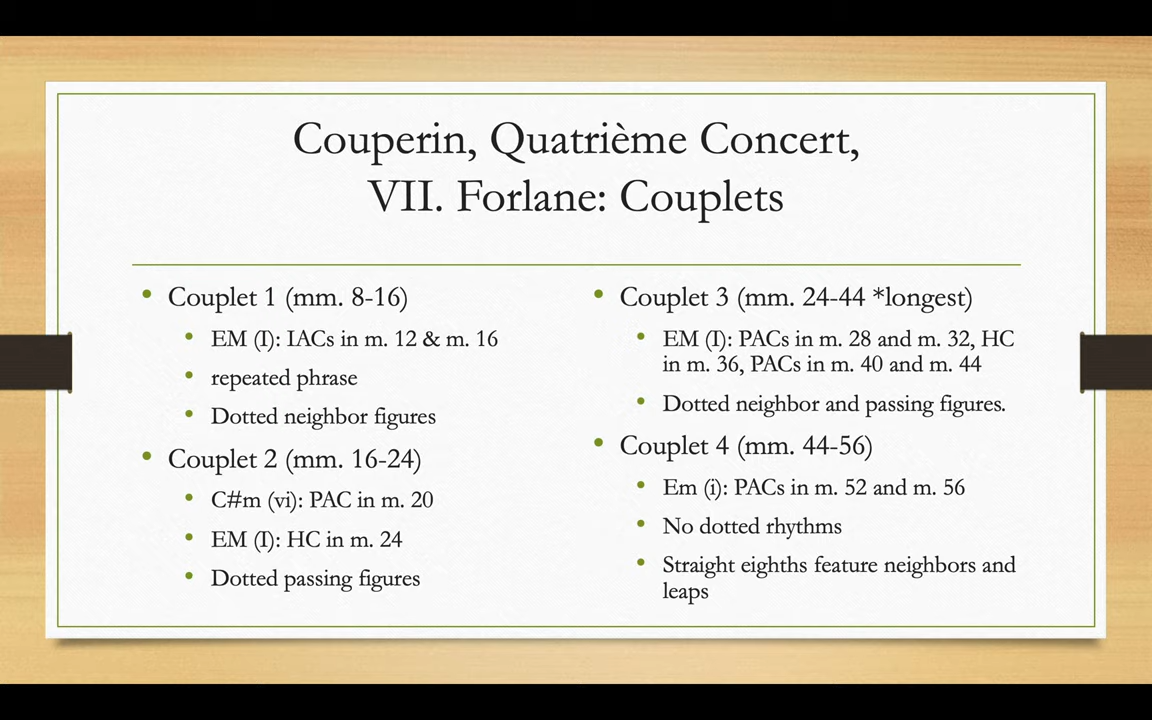 Couperin, Quatrième Concert,
VII. Forlane: Couplets
• Couplet 1 (mm. 8-16)
• EM (I): IACs in m. 12 & m. 16
• repeated phrase
• Dotted neighbor figures
• Couplet 2 (mm. 16-24)
• C#m (vi): PAC in m. 20
• EM (I): HC in m. 24
• Dotted passing figures
• Couplet 3 (mm. 24-44 *longest)
• EM (I): PACs in m. 28 and m. 32, HC
in m. 36, PACs in m. 40 and m. 44
• Dotted neighbor and passing figures.
• Couplet 4 (mm. 44-56)
• Em (i): PACs in m. 52 and m. 56
• No dotted rhythms
• Straight eighths feature neighbors and
leaps